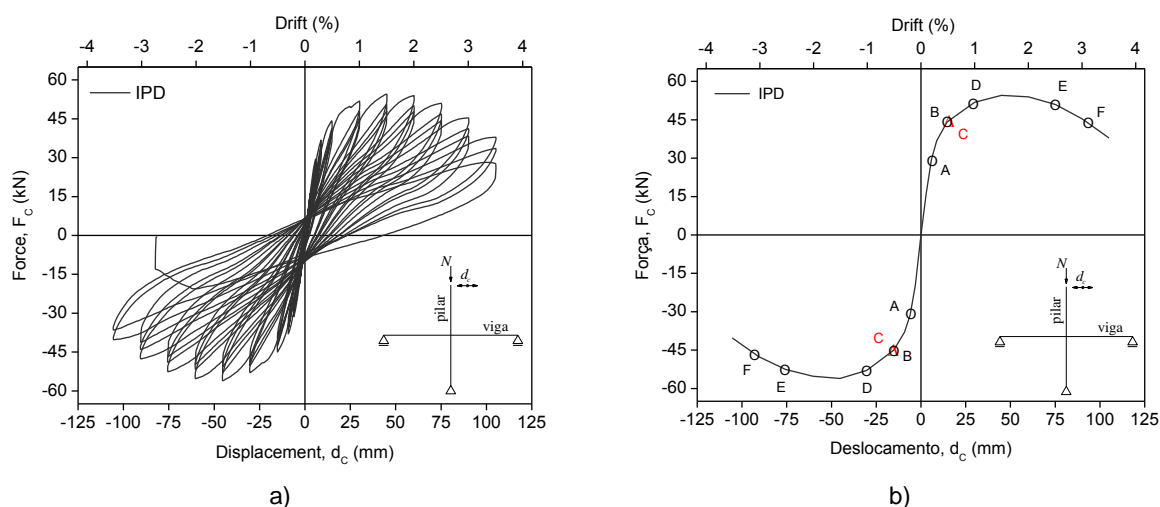 Drift (%)
-4 -3 -2 -1 0 1 2 3 4
60
45
30
15
0
-15
-30
-45
-60
Force, F_C (kN)
IPD
N
d_c
pilar
viga
-125 -100 -75 -50 -25 0 25 50 75 100 125
Displacement, d_C (mm)
a)
Drift (%)
-4 -3 -2 -1 0 1 2 3 4
60
45
30
15
0
-15
-30
-45
-60
Força, F_C (kN)
IPD
D
E
B
F
C
A
A
C
B
F
E
D
N
d_c
pilar
viga
-125 -100 -75 -50 -25 0 25 50 75 100 125
Deslocamento, d_C (mm)
b)